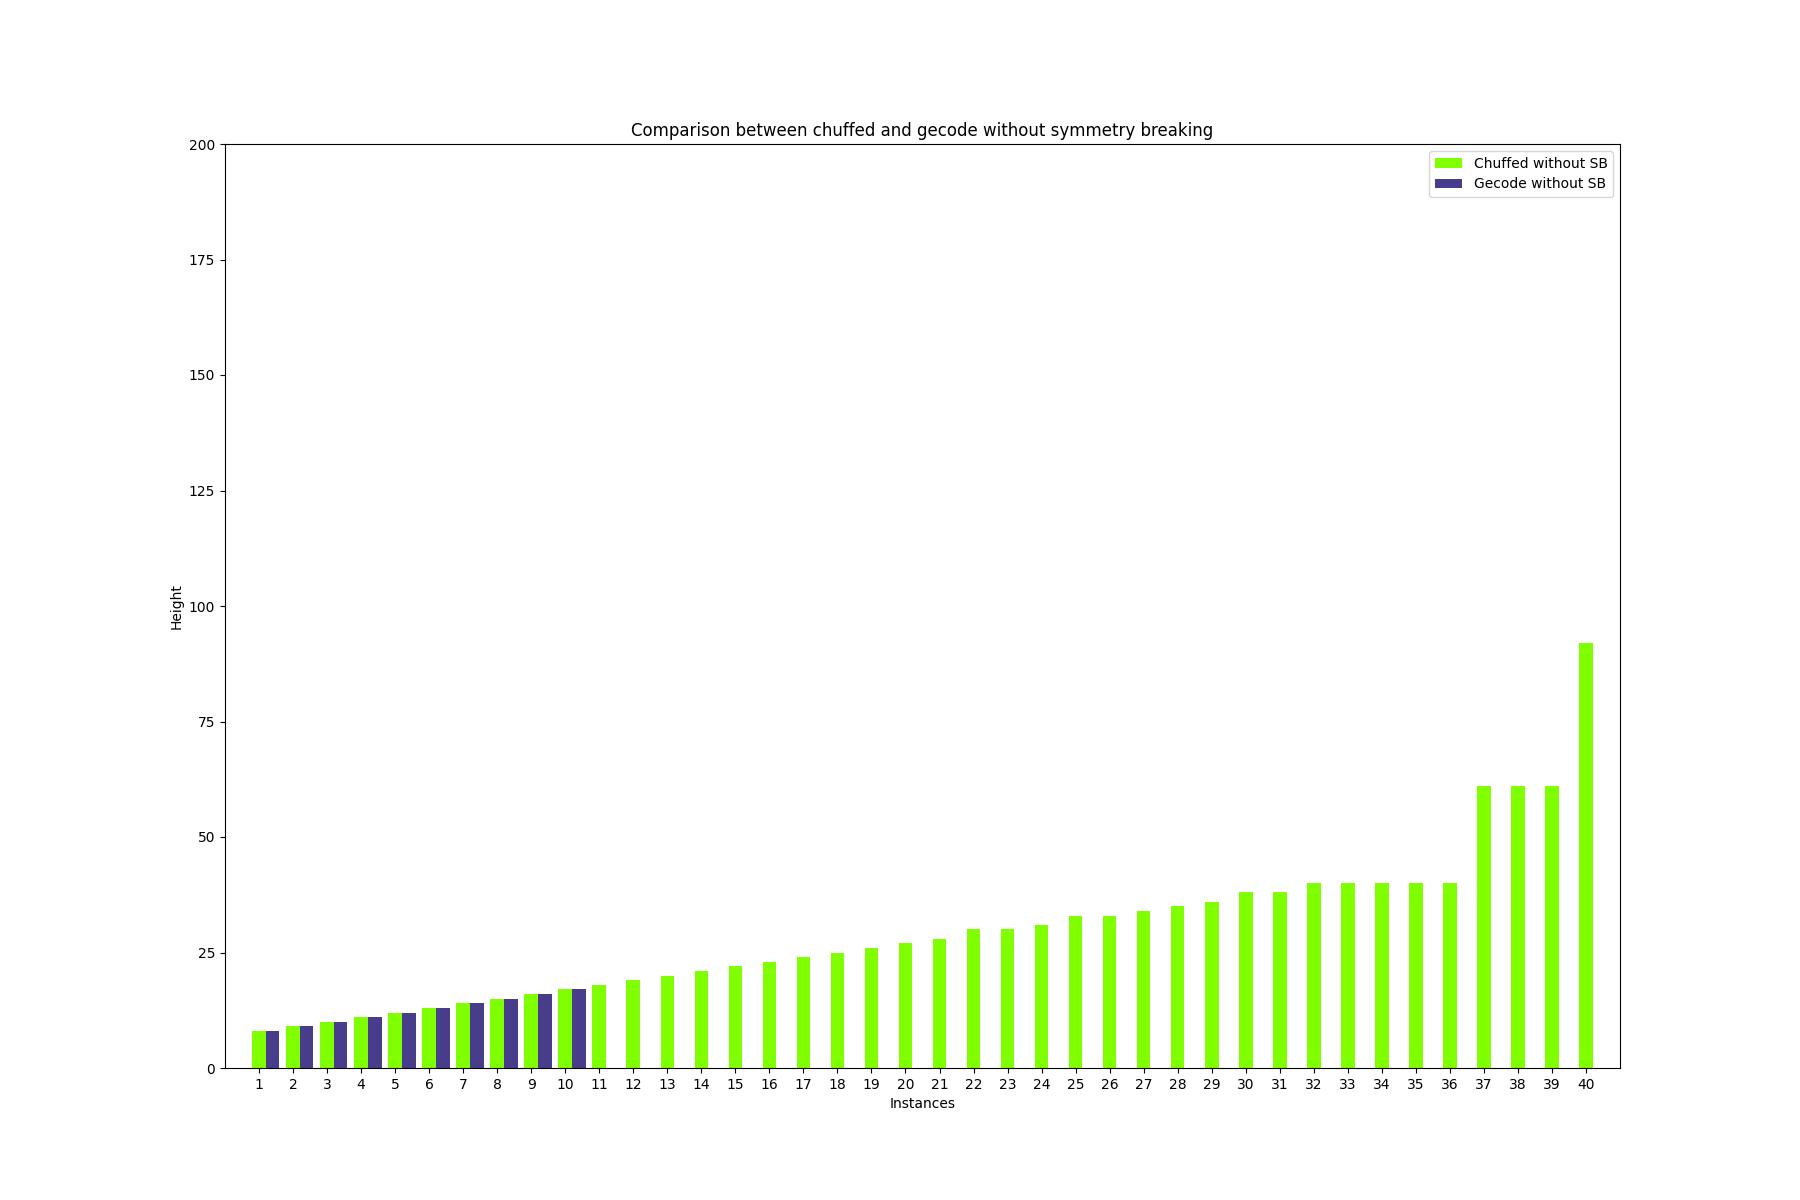 Comparison between chuffed and gecode without symmetry breaking
Chuffed without SB
Gecode without SB
200
175
150
125
100
75
50
25
0
Height
1 2 3 4 5 6 7 8 9 10 11 12 13 14 15 16 17 18 19 20 21 22 23 24 25 26 27 28 29 30 31 32 33 34 35 36 37 38 39 40
Instances